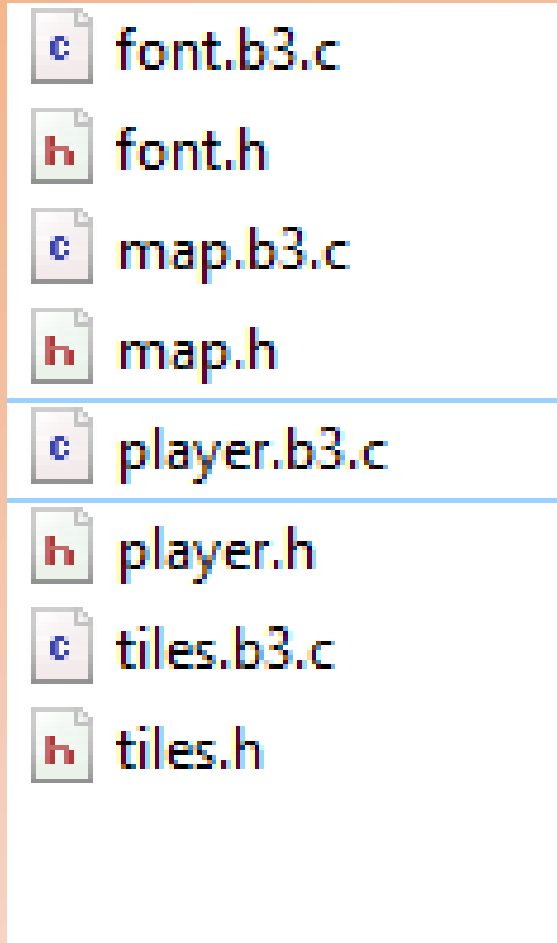 c font.b3.c
h font.h
c map.b3.c
h map.h
c player.b3.c
h player.h
c tiles.b3.c
h tiles.h